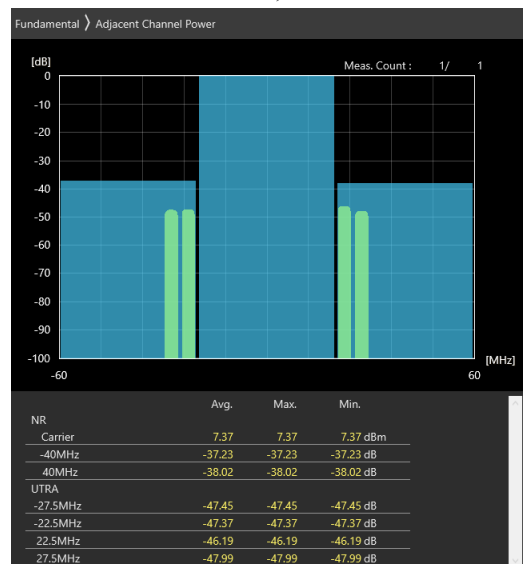 Fundamental ❭ Adjacent Channel Power
[dB]
Meas. Count : 1/ 1
0
-10
-20
-30
-40
-50
-60
-70
-80
-90
-100
[MHz]
-60 60
Avg. Max. Min.
NR
Carrier 7.37 7.37 7.37 dBm
-40MHz -37.23 -37.23 -37.23 dB
40MHz -38.02 -38.02 -38.02 dB
UTRA
-27.5MHz -47.45 -47.45 -47.45 dB
-22.5MHz -47.37 -47.37 -47.37 dB
22.5MHz -46.19 -46.19 -46.19 dB
27.5MHz -47.99 -47.99 -47.99 dB